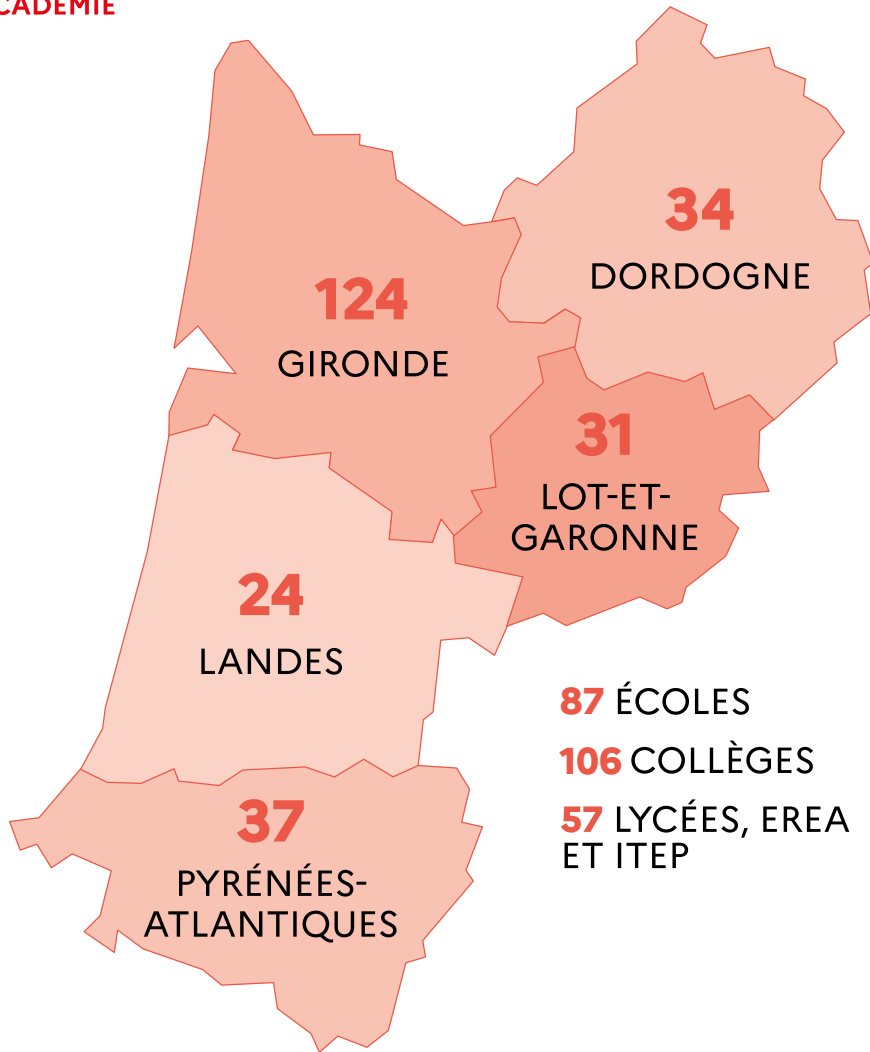 CADÉMIE
34
DORDOGNE
124
GIRONDE
31
LOT-ET-
GARONNE
24
LANDES
87 ÉCOLES
106 COLLÈGES
57 LYCÉES, EREA
ET ITEP
37
PYRÉNÉES-
ATLANTIQUES